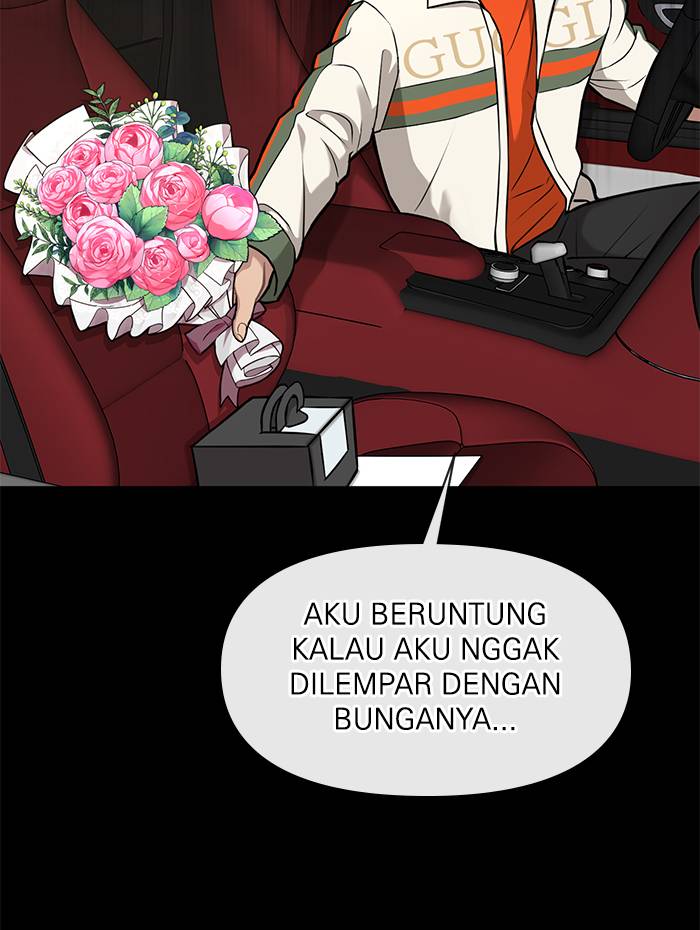 GUCCI
AKU BERUNTUNG
KALAU AKU NGGAK
DILEMPAR DENGAN
BUNGANYA...